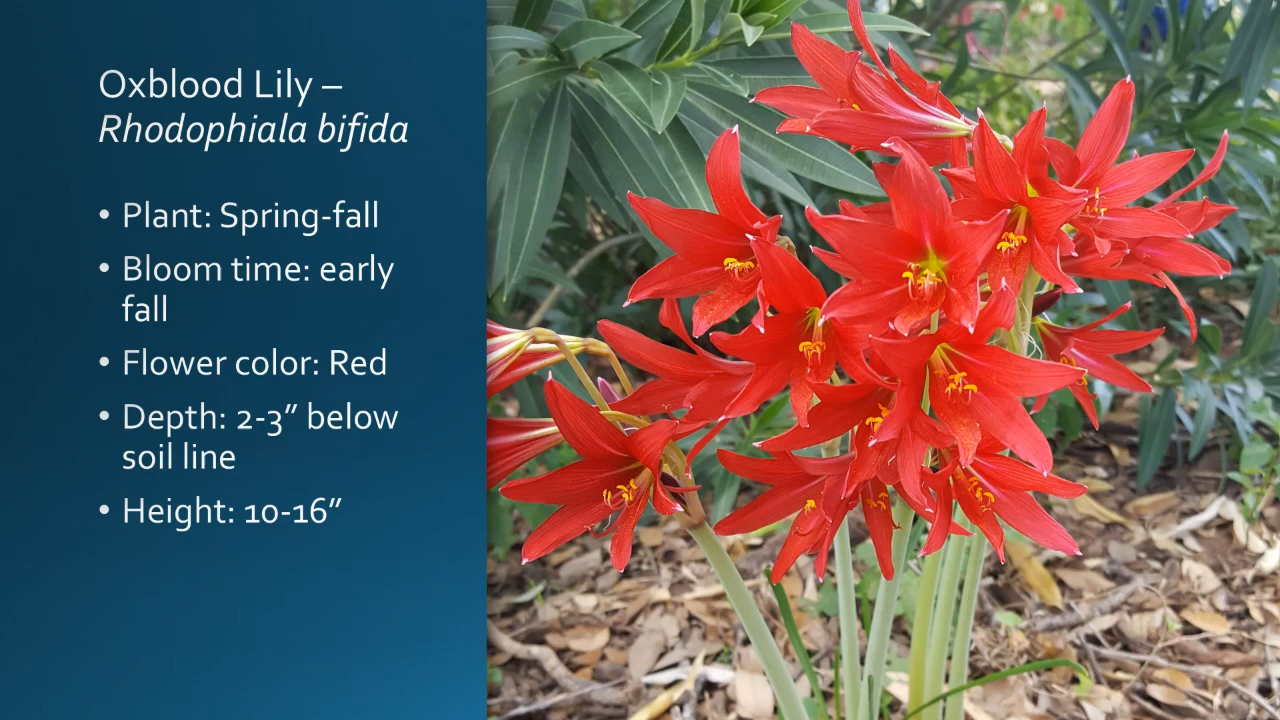 Oxblood Lily –
Rhodophiala bifida
• Plant: Spring-fall
• Bloom time: early
fall
• Flower color: Red
• Depth: 2-3” below
soil line
• Height: 10-16”